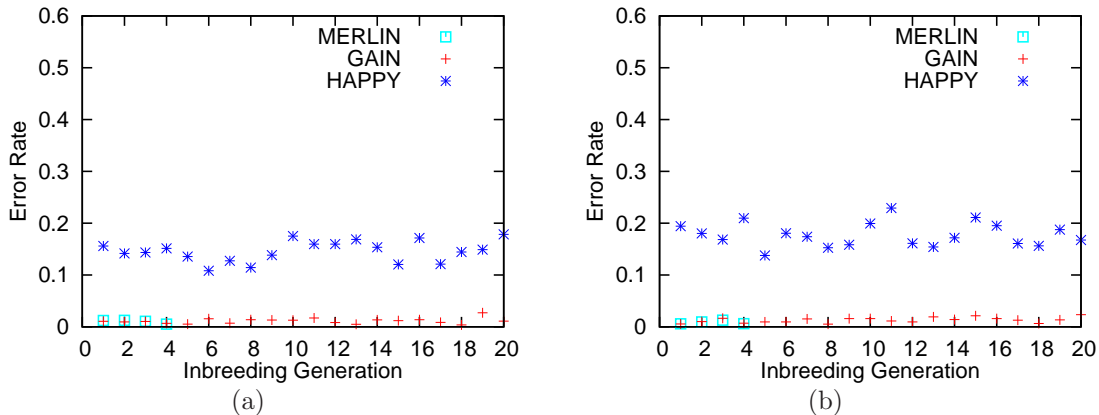 0.6
0.5
0.4
0.3
0.2
0.1
0
Error Rate
MERLIN
GAIN
HAPPY
0 2 4 6 8 10 12 14 16 18 20
Inbreeding Generation
(a)
0.6
0.5
0.4
0.3
0.2
0.1
0
Error Rate
MERLIN
GAIN
HAPPY
0 2 4 6 8 10 12 14 16 18 20
Inbreeding Generation
(b)